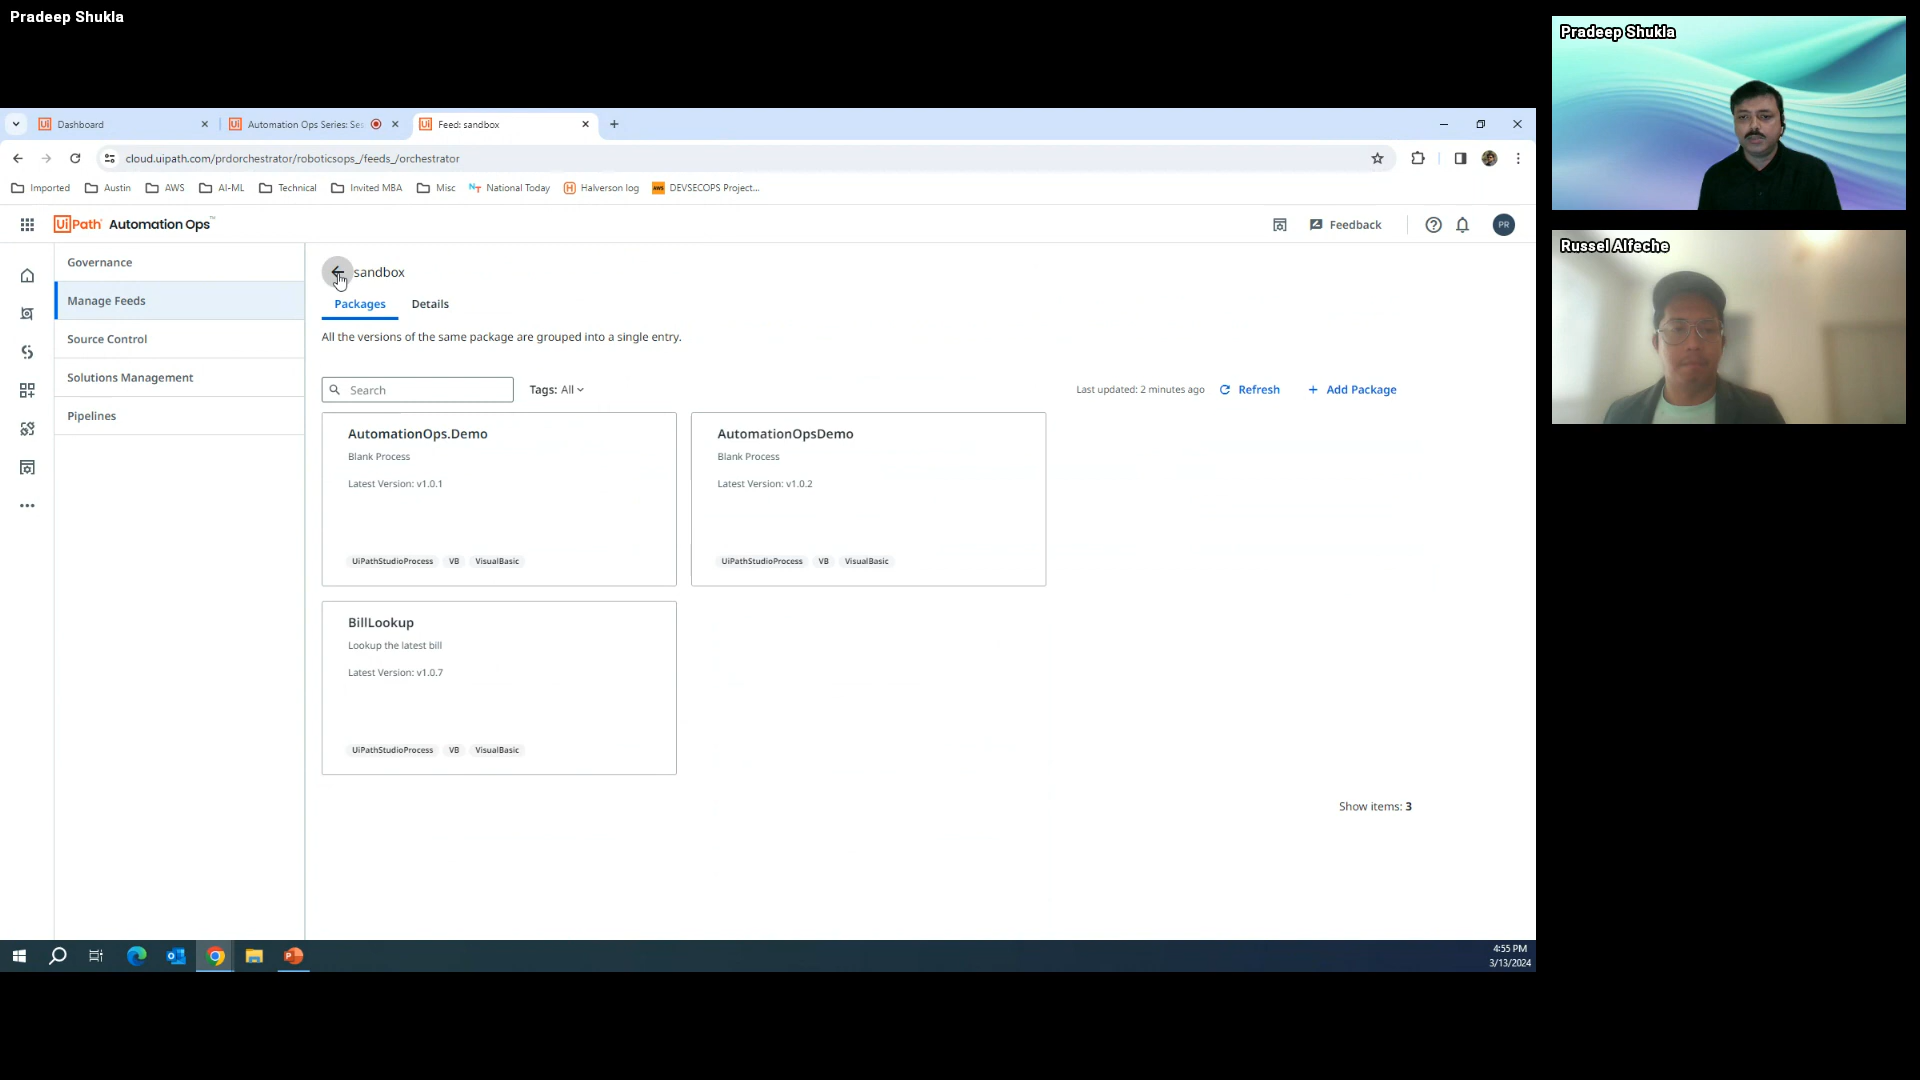 Pradeep Shukla
Pradeep Shukla
Russel Alfeche
Dashboard
Automation Ops Series: Se
Feed: sandbox
cloud.uipath.com/prdorchestrator/roboticsops_/feeds_/orchestrator
Imported
Austin
AWS
AI-ML
Technical
Invited MBA
Misc
National Today
Halverson log
DEVSECOPS Project...
UiPath Automation Ops™
Feedback
PR
Governance
Manage Feeds
Source Control
Solutions Management
Pipelines
sandbox
Packages
Details
All the versions of the same package are grouped into a single entry.
Search
Tags: All
Last updated: 2 minutes ago
Refresh
+ Add Package
AutomationOps.Demo
Blank Process
Latest Version: v1.0.1
UiPathStudioProcess VB VisualBasic
AutomationOpsDemo
Blank Process
Latest Version: v1.0.2
UiPathStudioProcess VB VisualBasic
BillLookup
Lookup the latest bill
Latest Version: v1.0.7
UiPathStudioProcess VB VisualBasic
Show items: 3
4:55 PM
3/13/2024